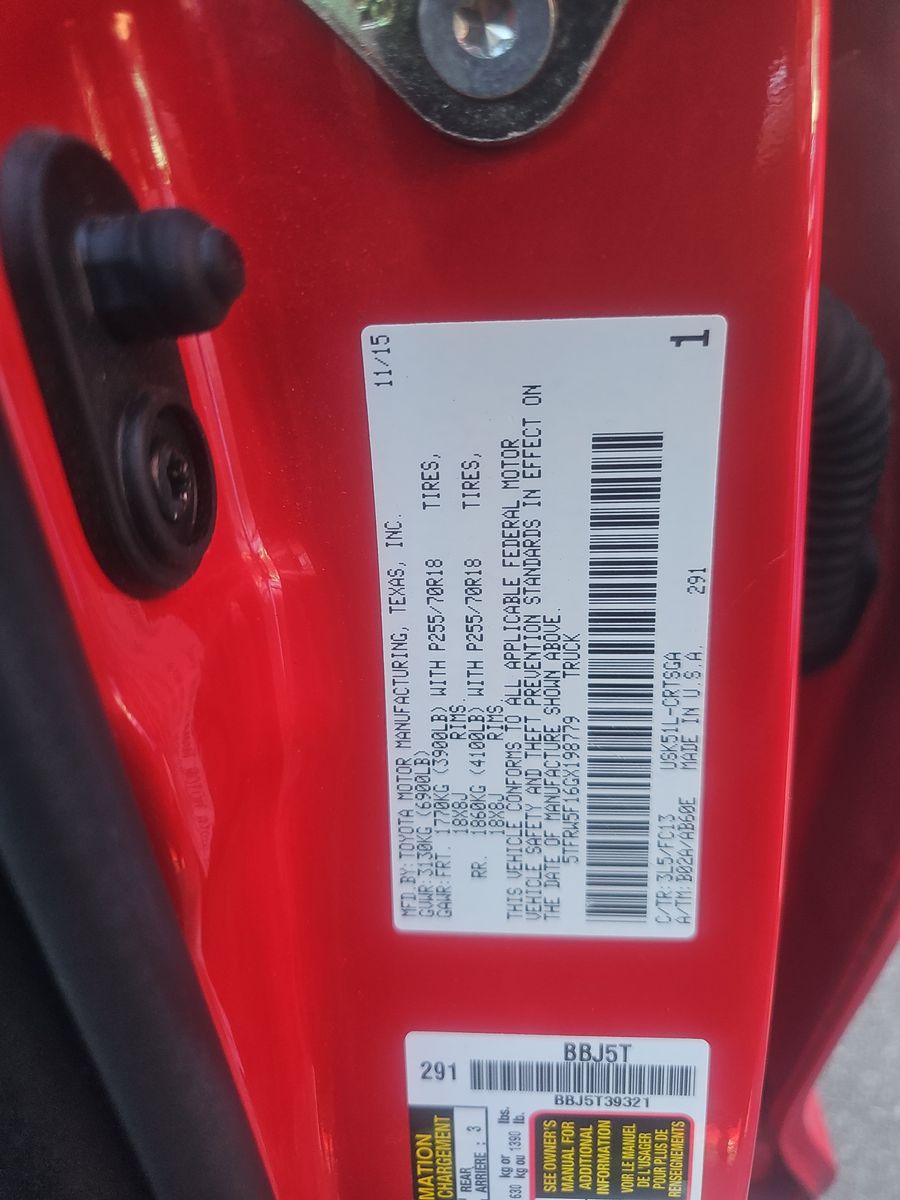 11/15
MFD.BY:TOYOTA MOTOR MANUFACTURING, TEXAS, INC.
GVWR:3130KG (6900LB)
GAWR:FRT. 1770KG (3900LB) WITH P255/70R18 TIRES,
18X8J RIMS
RR. 1860KG (4100LB) WITH P255/70R18 TIRES,
18X8J RIMS
THIS VEHICLE CONFORMS TO ALL APPLICABLE FEDERAL MOTOR
VEHICLE SAFETY AND THEFT PREVENTION STANDARDS IN EFFECT ON
THE DATE OF MANUFACTURE SHOWN ABOVE.
5TFRW5F16GX198779 TRUCK
C/TR:3L5/FC13 USK51L-CRTSGA 291
A/TM:B02A/AB60E MADE IN U.S.A.
1
BBJ5T
291
BBJ5T39321
MATION
CHARGEMENT
REAR
ARRIÈRE : 3
630 kg or 1390 lbs.
kg ou lb.
SEE OWNER'S
MANUAL FOR
ADDITIONAL
INFORMATION
VOIR LE MANUEL
DE L'USAGER
POUR PLUS DE
RENSEIGNEMENTS